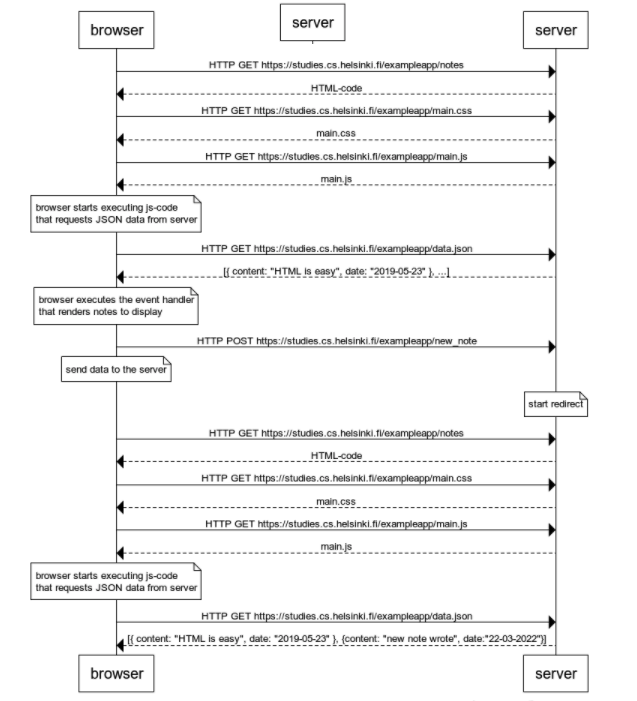 browser
server
server
HTTP GET https://studies.cs.helsinki.fi/exampleapp/notes
HTML-code
HTTP GET https://studies.cs.helsinki.fi/exampleapp/main.css
main.css
HTTP GET https://studies.cs.helsinki.fi/exampleapp/main.js
main.js
browser starts executing js-code
that requests JSON data from server
HTTP GET https://studies.cs.helsinki.fi/exampleapp/data.json
[{ content: "HTML is easy", date: "2019-05-23" }, ...]
browser executes the event handler
that renders notes to display
HTTP POST https://studies.cs.helsinki.fi/exampleapp/new_note
send data to the server
start redirect
HTTP GET https://studies.cs.helsinki.fi/exampleapp/notes
HTML-code
HTTP GET https://studies.cs.helsinki.fi/exampleapp/main.css
main.css
HTTP GET https://studies.cs.helsinki.fi/exampleapp/main.js
main.js
browser starts executing js-code
that requests JSON data from server
HTTP GET https://studies.cs.helsinki.fi/exampleapp/data.json
[{ content: "HTML is easy", date: "2019-05-23" }, {content: "new note wrote", date:"22-03-2022"}]
browser
server